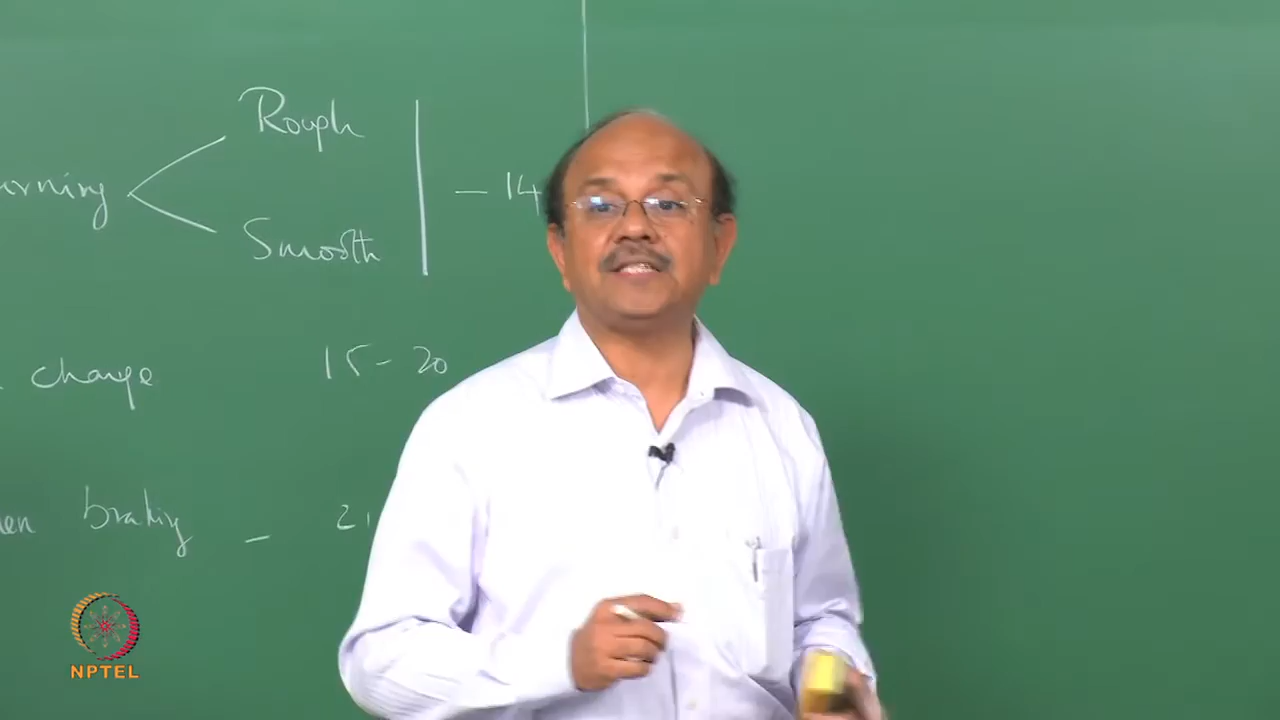 Rough
urning
– 14
Smooth
change
15 – 20
en braking –
NPTEL